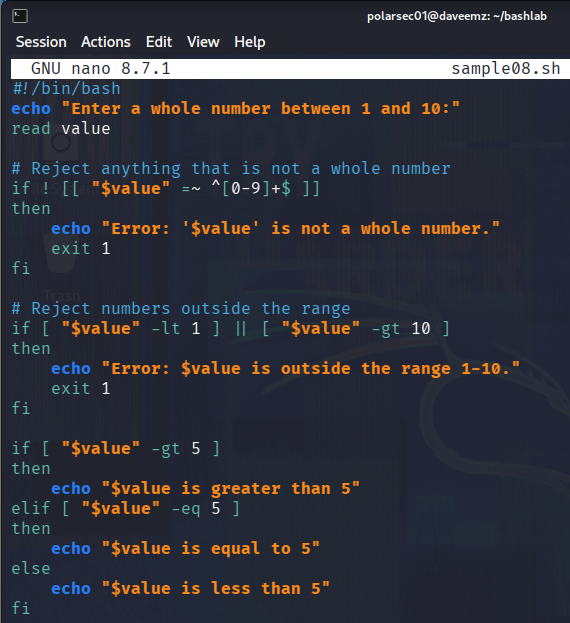 polarsec01@daveemz: ~/bashlab
Session Actions Edit View Help
GNU nano 8.7.1 sample08.sh
#!/bin/bash
echo "Enter a whole number between 1 and 10:"
read value

# Reject anything that is not a whole number
if ! [[ "$value" =~ ^[0-9]+$ ]]
then
    echo "Error: '$value' is not a whole number."
    exit 1
fi

# Reject numbers outside the range
if [ "$value" -lt 1 ] || [ "$value" -gt 10 ]
then
    echo "Error: $value is outside the range 1-10."
    exit 1
fi

if [ "$value" -gt 5 ]
then
    echo "$value is greater than 5"
elif [ "$value" -eq 5 ]
then
    echo "$value is equal to 5"
else
    echo "$value is less than 5"
fi